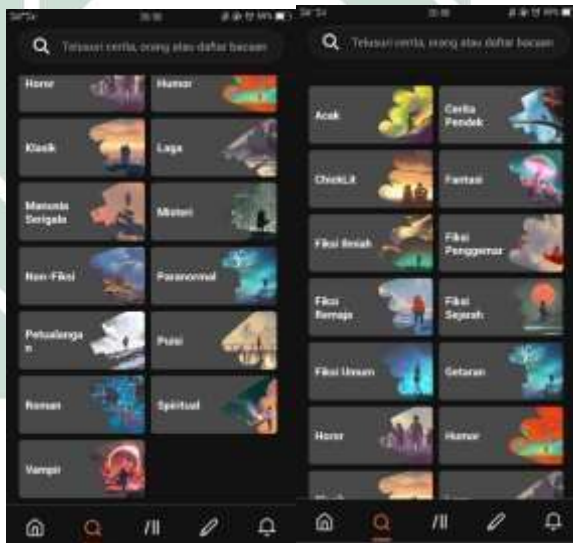 Telusuri cerita, orang atau daftar bacaan
Horor
Humor
Klasik
Laga
Manusia
Serigala
Misteri
Non-Fiksi
Paranormal
Petualanga
n
Puisi
Roman
Spiritual
Vampir
Telusuri cerita, orang atau daftar bacaan
Acak
Cerita
Pendek
ChickLit
Fantasi
Fiksi Ilmiah
Fiksi
Penggemar
Fiksi
Remaja
Fiksi
Sejarah
Fiksi Umum
Getaran
Horor
Humor